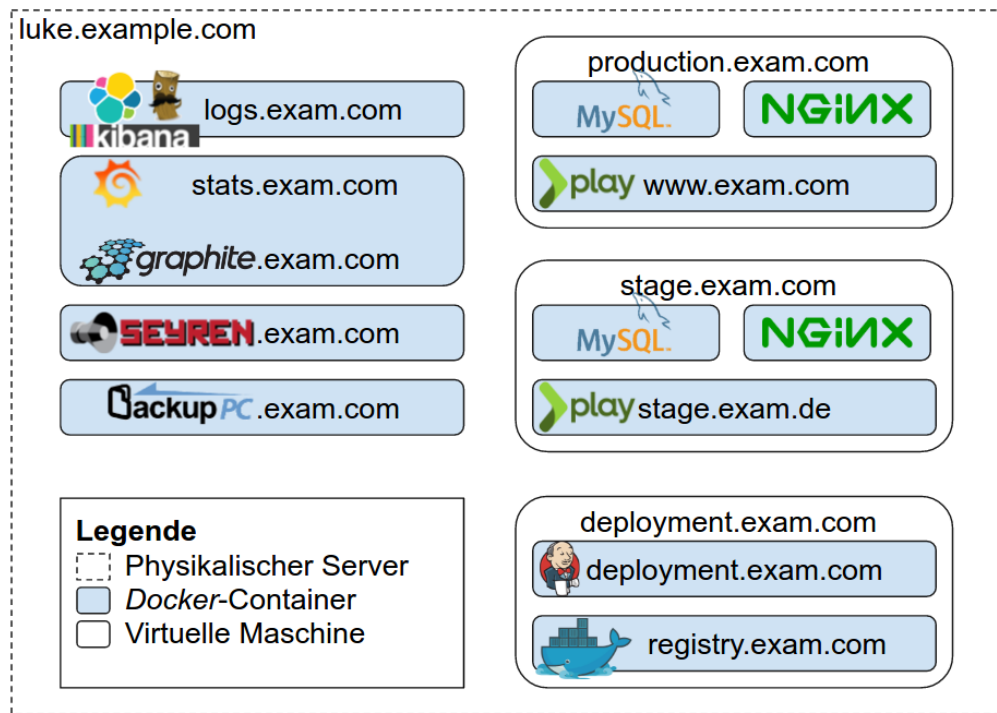 luke.example.com
kibana
logs.exam.com
stats.exam.com
graphite.exam.com
SEYREN.exam.com
BackupPC.exam.com
Legende
Physikalischer Server
Docker-Container
Virtuelle Maschine
production.exam.com
MySQL
NGINX
play www.exam.com
stage.exam.com
MySQL
NGINX
play stage.exam.de
deployment.exam.com
deployment.exam.com
registry.exam.com